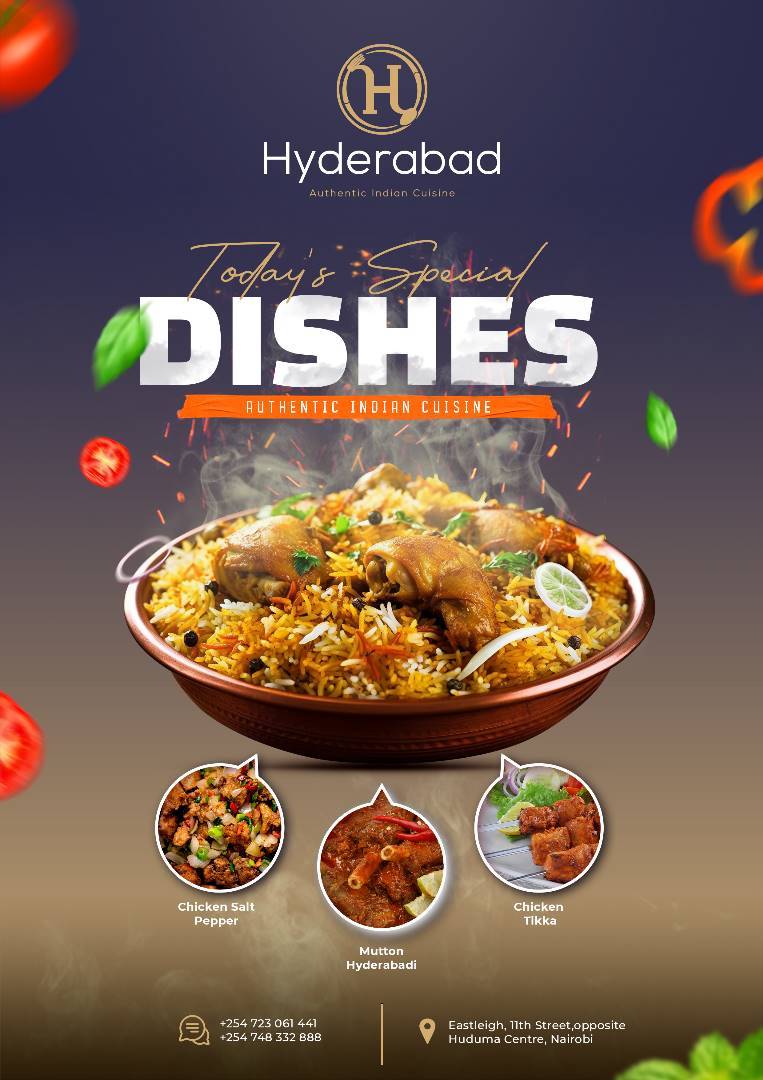 H
Hyderabad
Authentic Indian Cuisine
Today's Special
DISHES
AUTHENTIC INDIAN CUISINE
Chicken Salt
Pepper
Mutton
Hyderabadi
Chicken
Tikka
+254 723 061 441
+254 748 332 888
Eastleigh, 11th Street,opposite
Huduma Centre, Nairobi